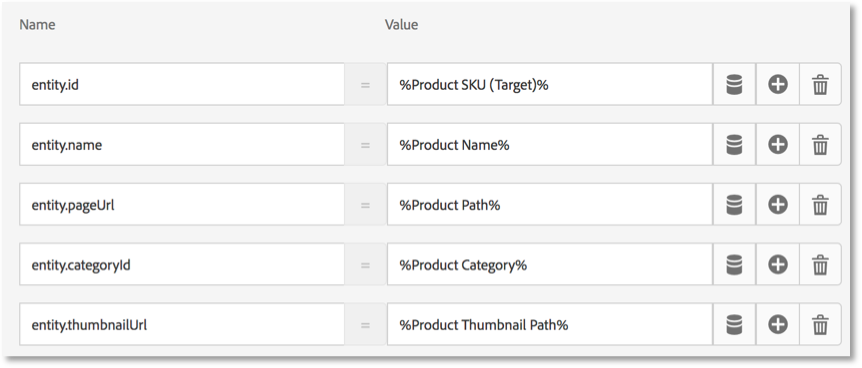 Name Value
entity.id = %Product SKU (Target)%
entity.name = %Product Name%
entity.pageUrl = %Product Path%
entity.categoryId = %Product Category%
entity.thumbnailUrl = %Product Thumbnail Path%